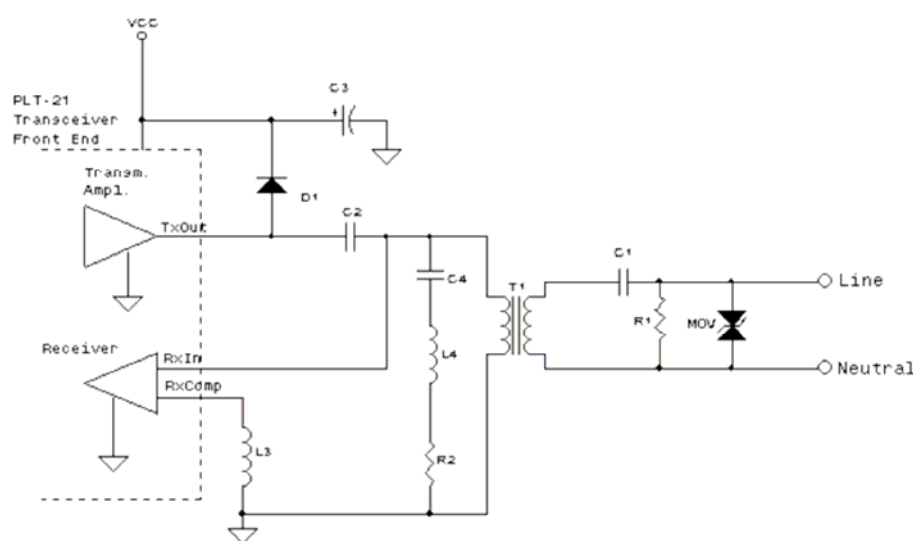 VCC
C3
+
PLT-21
Transceiver
Front End
Transm.
Ampl.
D1
TxOut
C2
C4
T1
C1
Line
R1
MOV
Receiver
RxIn
L4
RxComp
Neutral
L3
R2